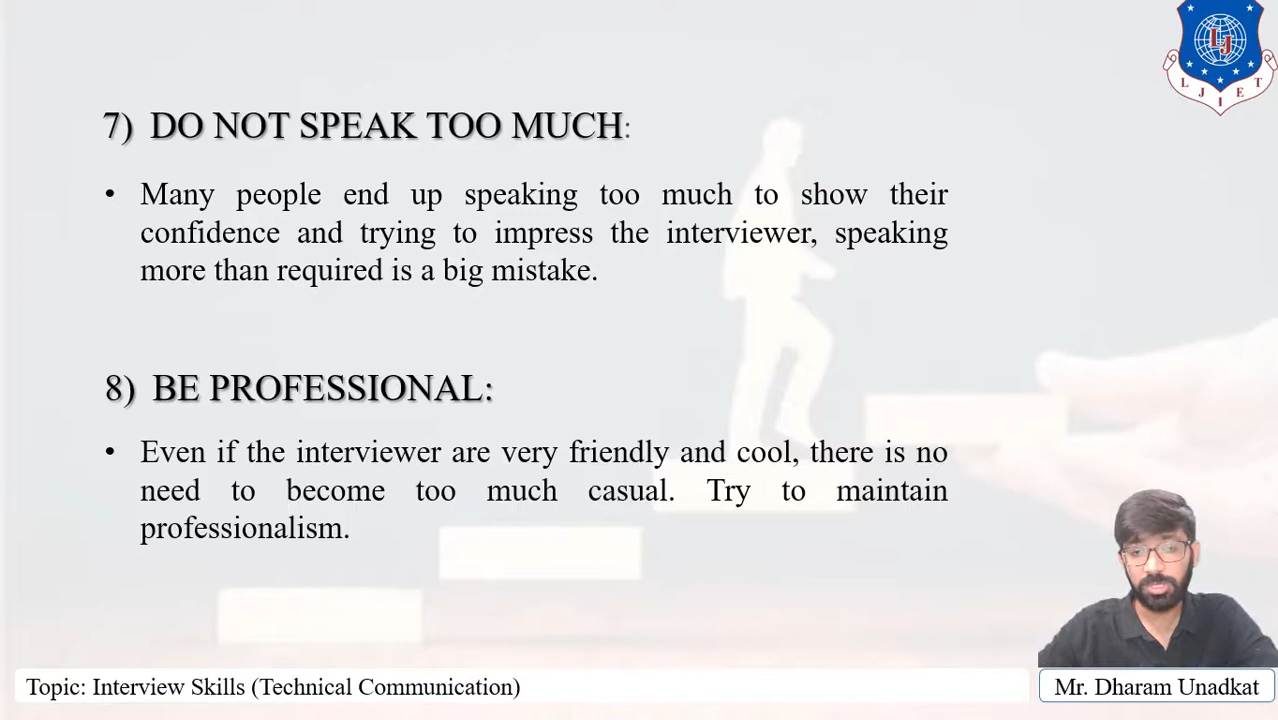 LJ
L J I E T
7) DO NOT SPEAK TOO MUCH:
• Many people end up speaking too much to show their
confidence and trying to impress the interviewer, speaking
more than required is a big mistake.
8) BE PROFESSIONAL:
• Even if the interviewer are very friendly and cool, there is no
need to become too much casual. Try to maintain
professionalism.
Topic: Interview Skills (Technical Communication)
Mr. Dharam Unadkat